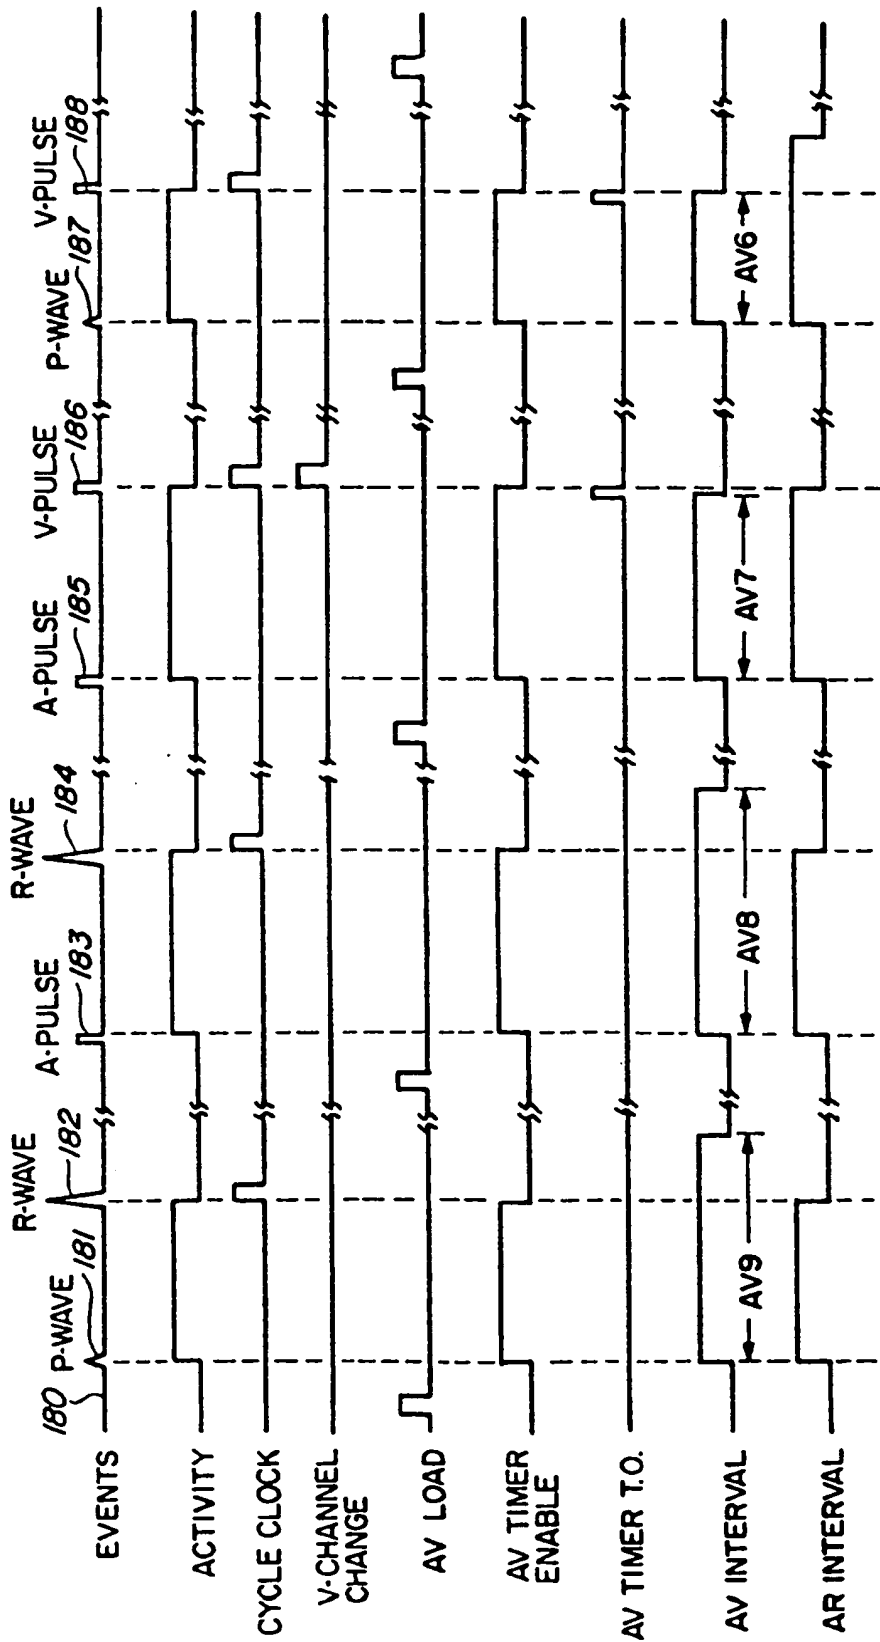 R-WAVE
R-WAVE
180
P-WAVE
181
182
A-PULSE
183
184
A-PULSE
185
V-PULSE
186
P-WAVE
187
V-PULSE
188
EVENTS
ACTIVITY
CYCLE CLOCK
V-CHANNEL
CHANGE
AV LOAD
AV TIMER
ENABLE
AV TIMER T.O.
AV INTERVAL
AV9
AV8
AV7
AV6
AR INTERVAL